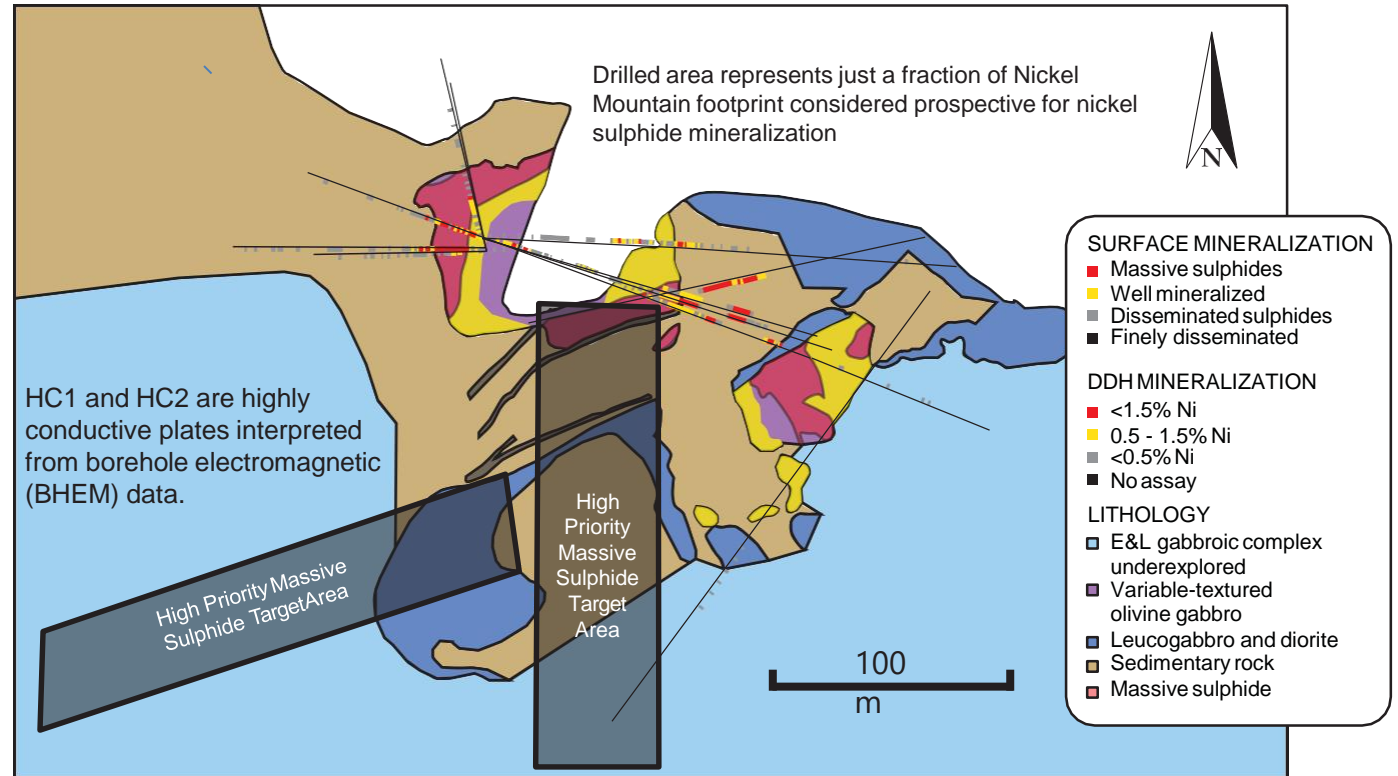 Drilled area represents just a fraction of Nickel
Mountain footprint considered prospective for nickel
sulphide mineralization
N
SURFACE MINERALIZATION
Massive sulphides
Well mineralized
Disseminated sulphides
Finely disseminated
DDH MINERALIZATION
<1.5% Ni
0.5 - 1.5% Ni
<0.5% Ni
No assay
LITHOLOGY
E&L gabbroic complex
underexplored
Variable-textured
olivine gabbro
Leucogabbro and diorite
Sedimentary rock
Massive sulphide
HC1 and HC2 are highly
conductive plates interpreted
from borehole electromagnetic
(BHEM) data.
High Priority Massive
Sulphide TargetArea
High
Priority
Massive
Sulphide
Target
Area
100
m